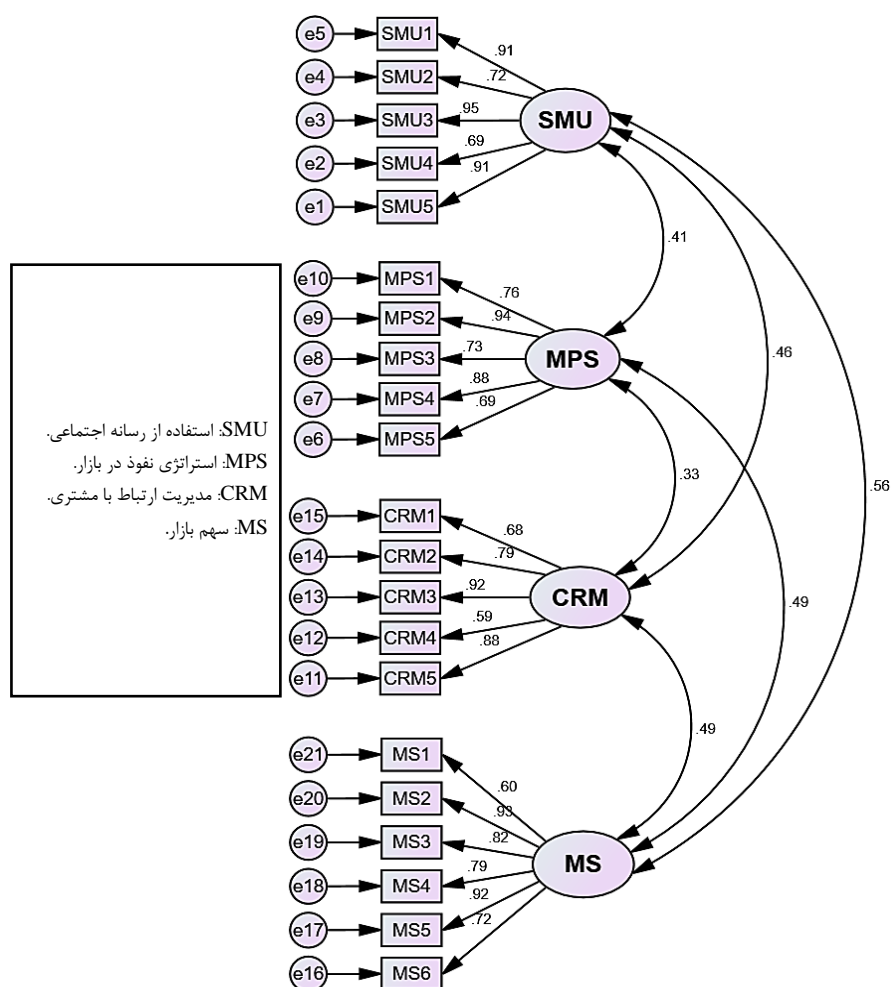 e5 SMU1 .91
e4 SMU2 .72
e3 SMU3 .95
SMU
e2 SMU4 .69
e1 SMU5 .91
.41
e10 MPS1 .76
e9 MPS2 .94
e8 MPS3 .73
MPS
.46
e7 MPS4 .88
e6 MPS5 .69
SMU: استفاده از رسانه اجتماعی.
MPS: استراتژی نفوذ در بازار.
CRM: مدیریت ارتباط با مشتری.
MS: سهم بازار.
.33
.56
e15 CRM1 .68
e14 CRM2 .79
e13 CRM3 .92
CRM
.49
e12 CRM4 .59
e11 CRM5 .88
.49
e21 MS1 .60
e20 MS2 .93
e19 MS3 .82
MS
e18 MS4 .79
e17 MS5 .92
e16 MS6 .72